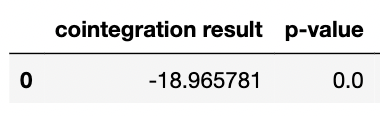 cointegration result p-value
0 -18.965781 0.0